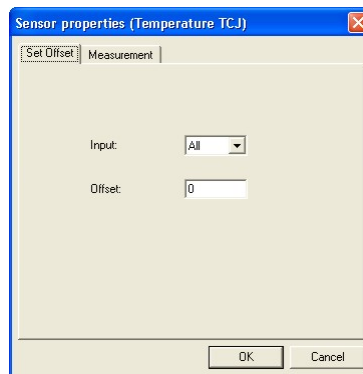 Sensor properties (Temperature TCJ)
Set Offset Measurement
Input: All
Offset: 0
OK Cancel